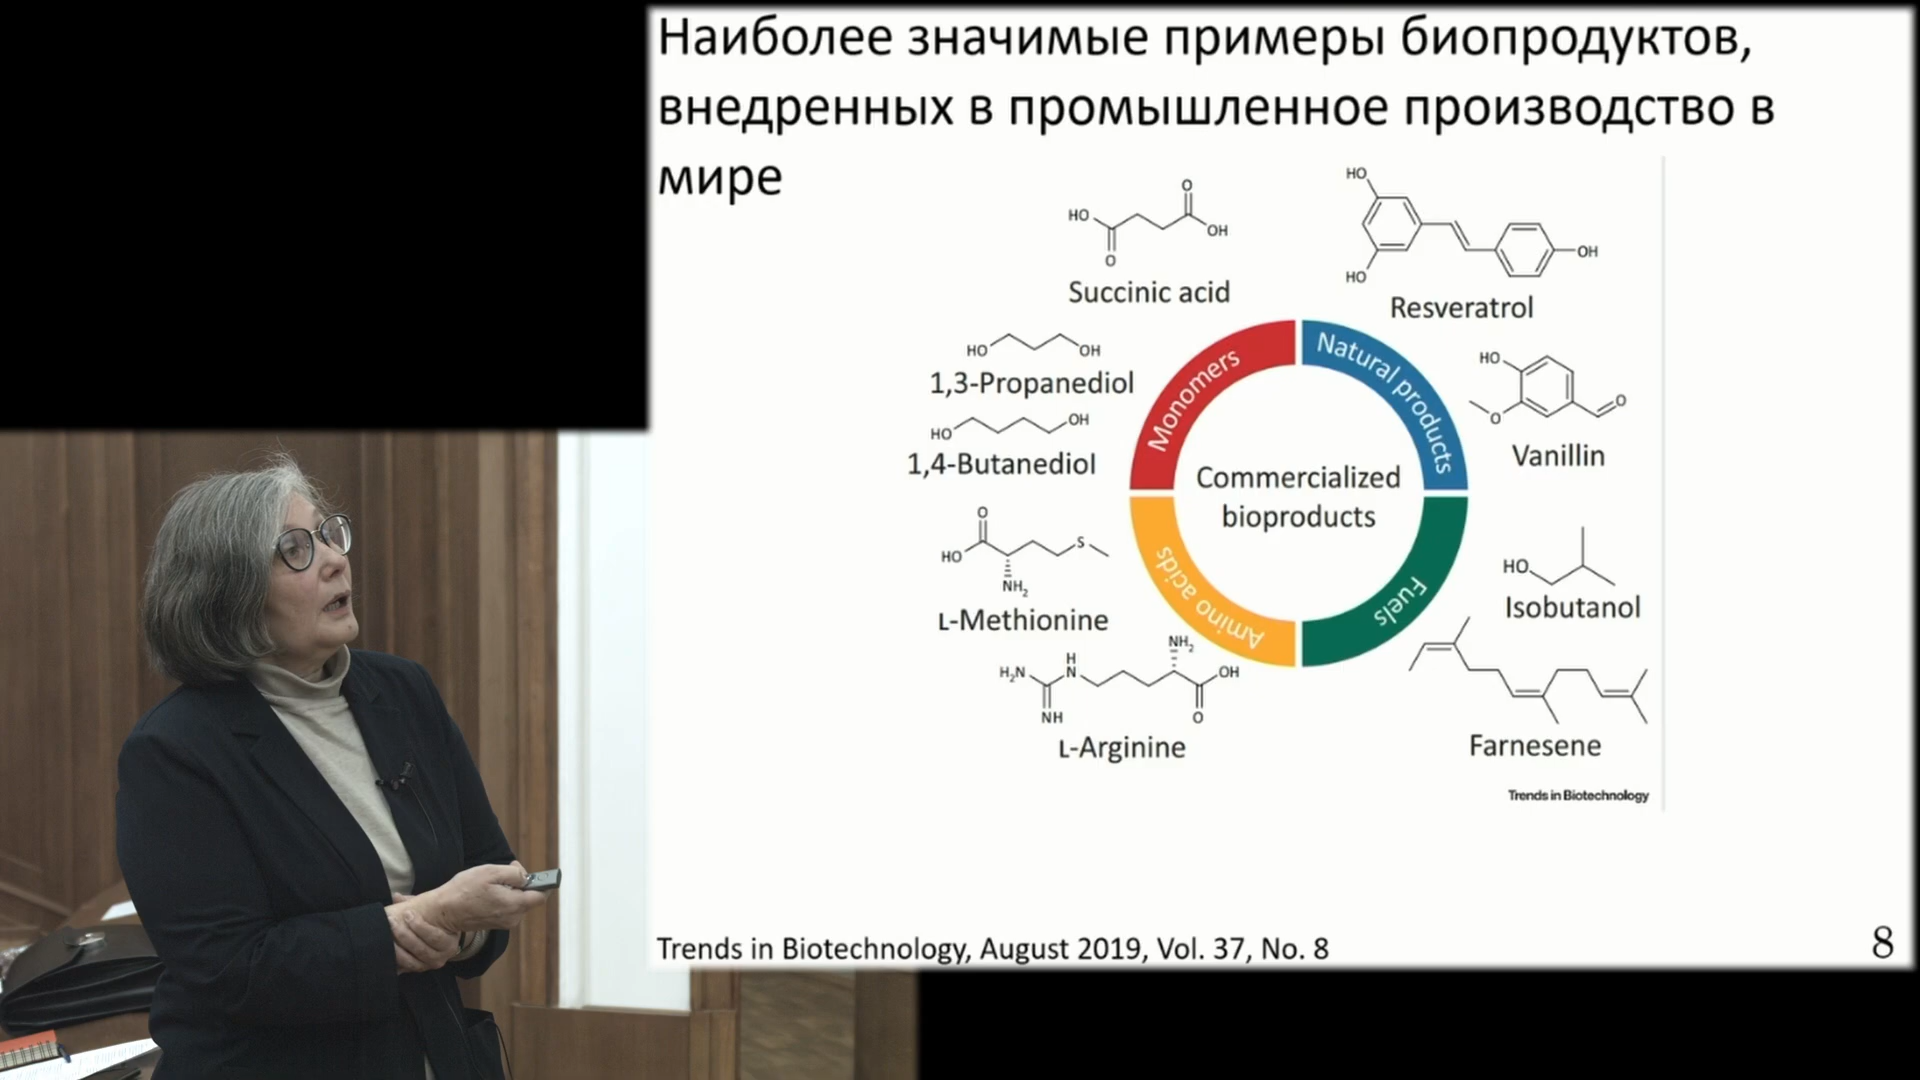 Наиболее значимые примеры биопродуктов,
внедренных в промышленное производство в
мире
HO
O
O
OH
Succinic acid
HO
HO
OH
Resveratrol
HO
OH
1,3-Propanediol
HO
OH
1,4-Butanediol
Monomers
Natural products
HO
O
O
Vanillin
Commercialized
bioproducts
O
HO
NH₂
S
L-Methionine
Amino acids
Fuels
HO
Isobutanol
H₂N
NH
H
N
NH₂
OH
O
L-Arginine
Farnesene
Trends in Biotechnology
Trends in Biotechnology, August 2019, Vol. 37, No. 8
8